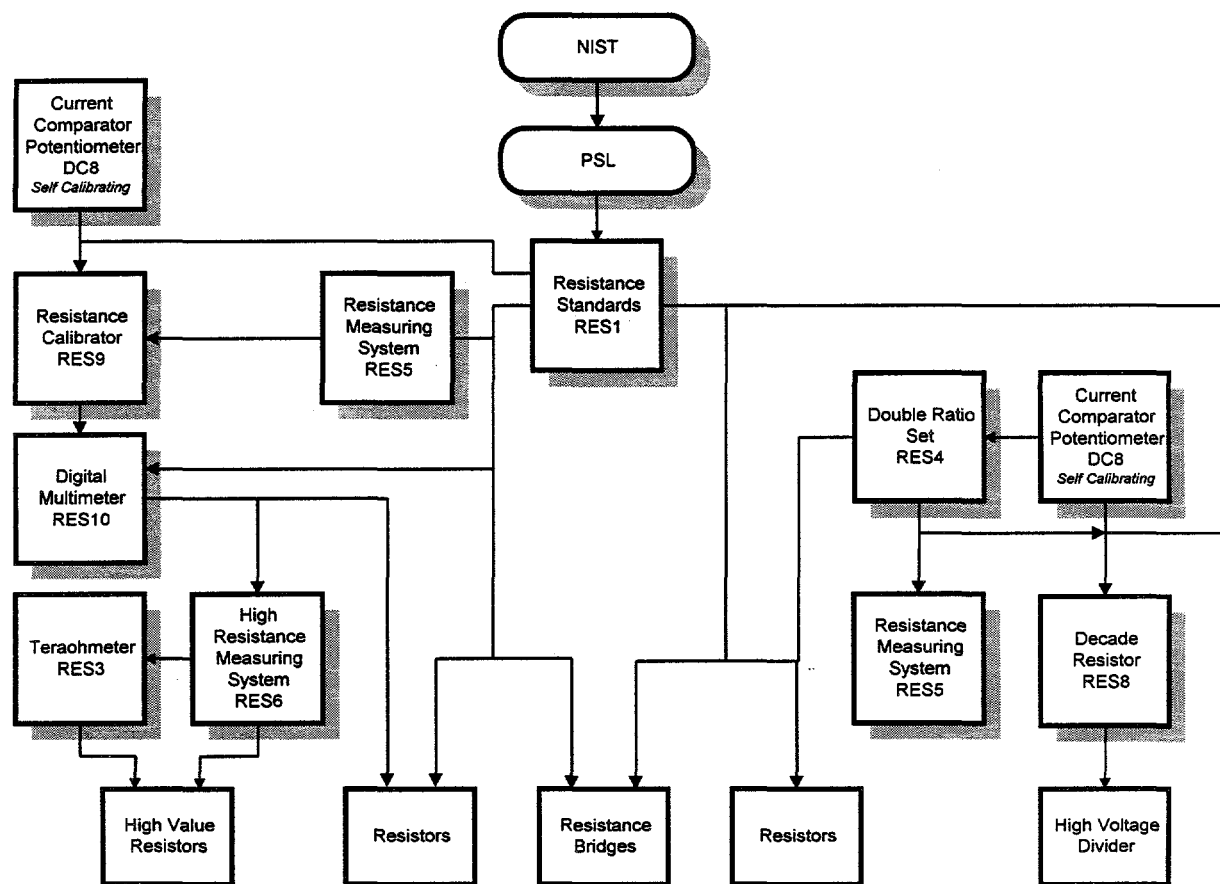 NIST
Current
Comparator
Potentiometer
DC8
Self Calibrating
PSL
Resistance
Calibrator
RES9
Resistance
Measuring
System
RES5
Resistance
Standards
RES1
Digital
Multimeter
RES10
Double Ratio
Set
RES4
Current
Comparator
Potentiometer
DC8
Self Calibrating
Teraohmeter
RES3
High
Resistance
Measuring
System
RES6
Resistance
Measuring
System
RES5
Decade
Resistor
RES8
High Value
Resistors
Resistors
Resistance
Bridges
Resistors
High Voltage
Divider